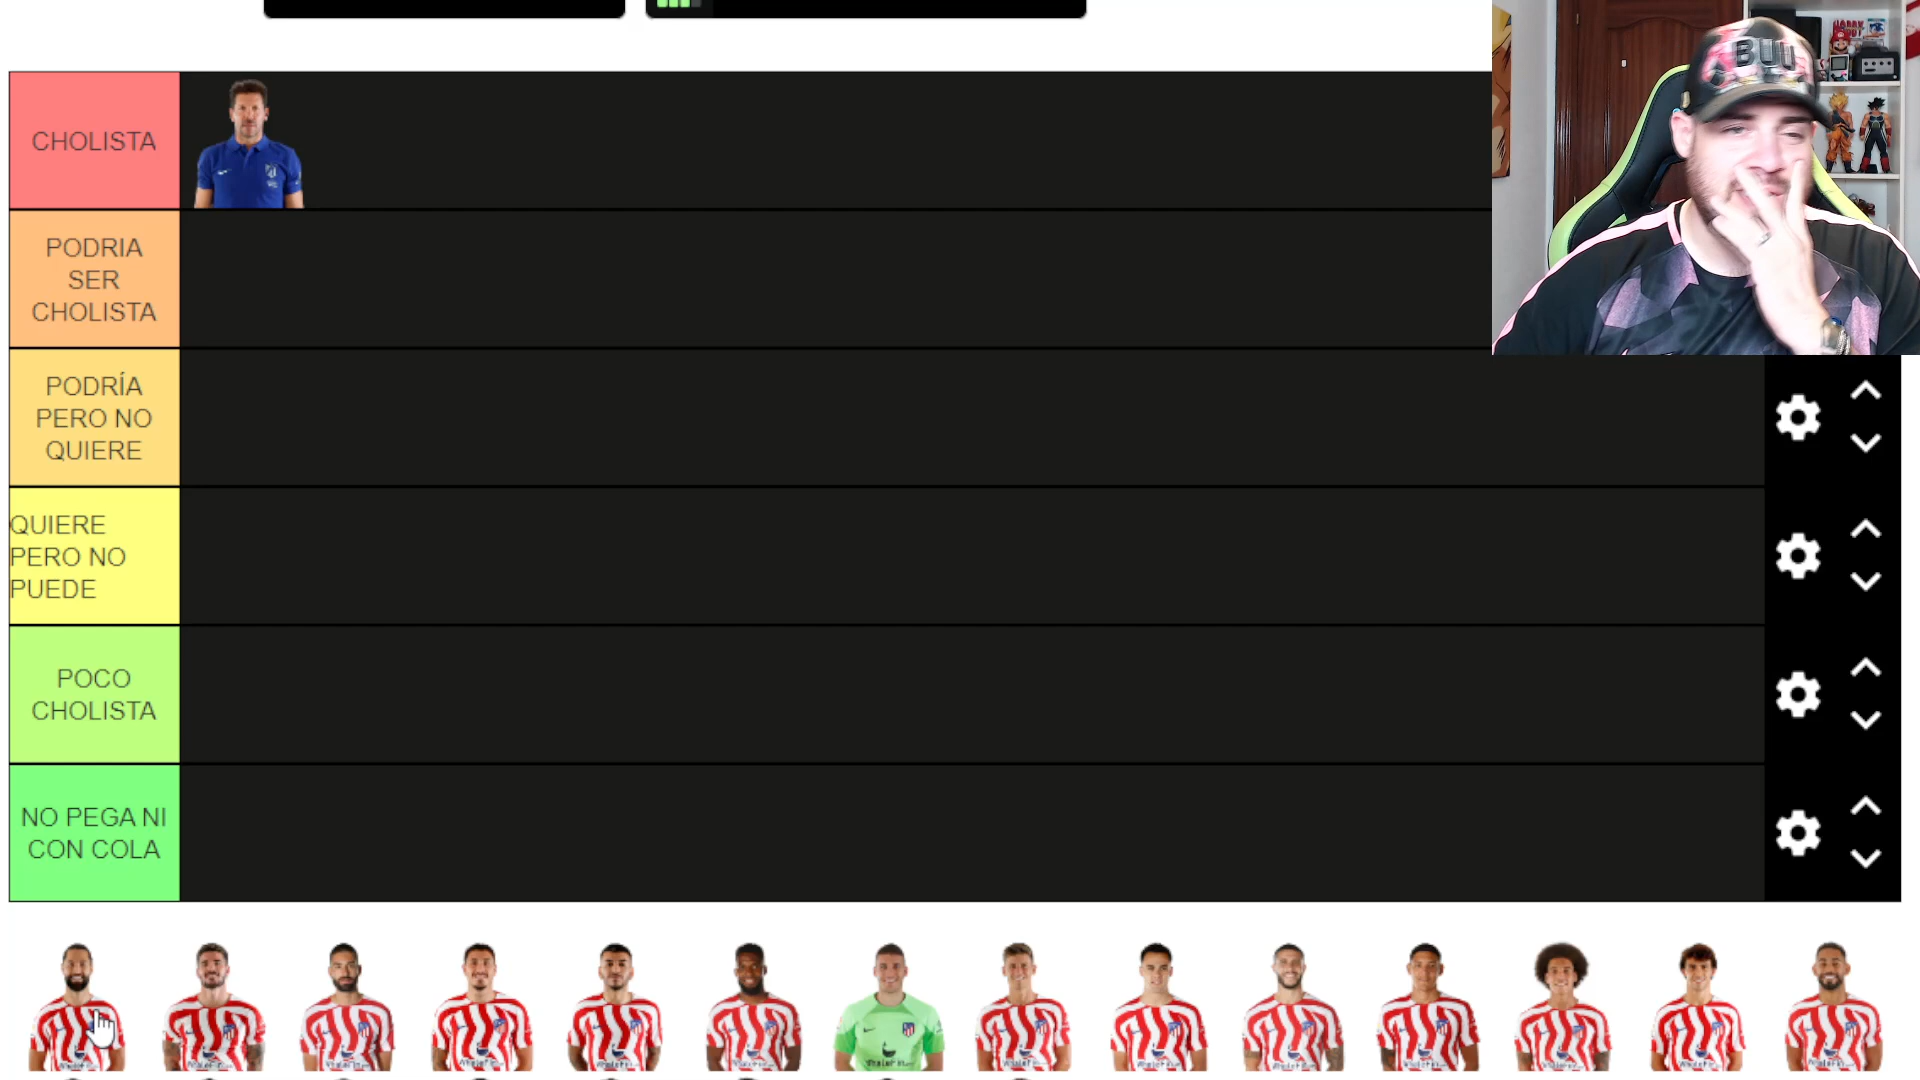 CHOLISTA
PODRIA
SER
CHOLISTA
PODRÍA
PERO NO
QUIERE
QUIERE
PERO NO
PUEDE
POCO
CHOLISTA
NO PEGA NI
CON COLA